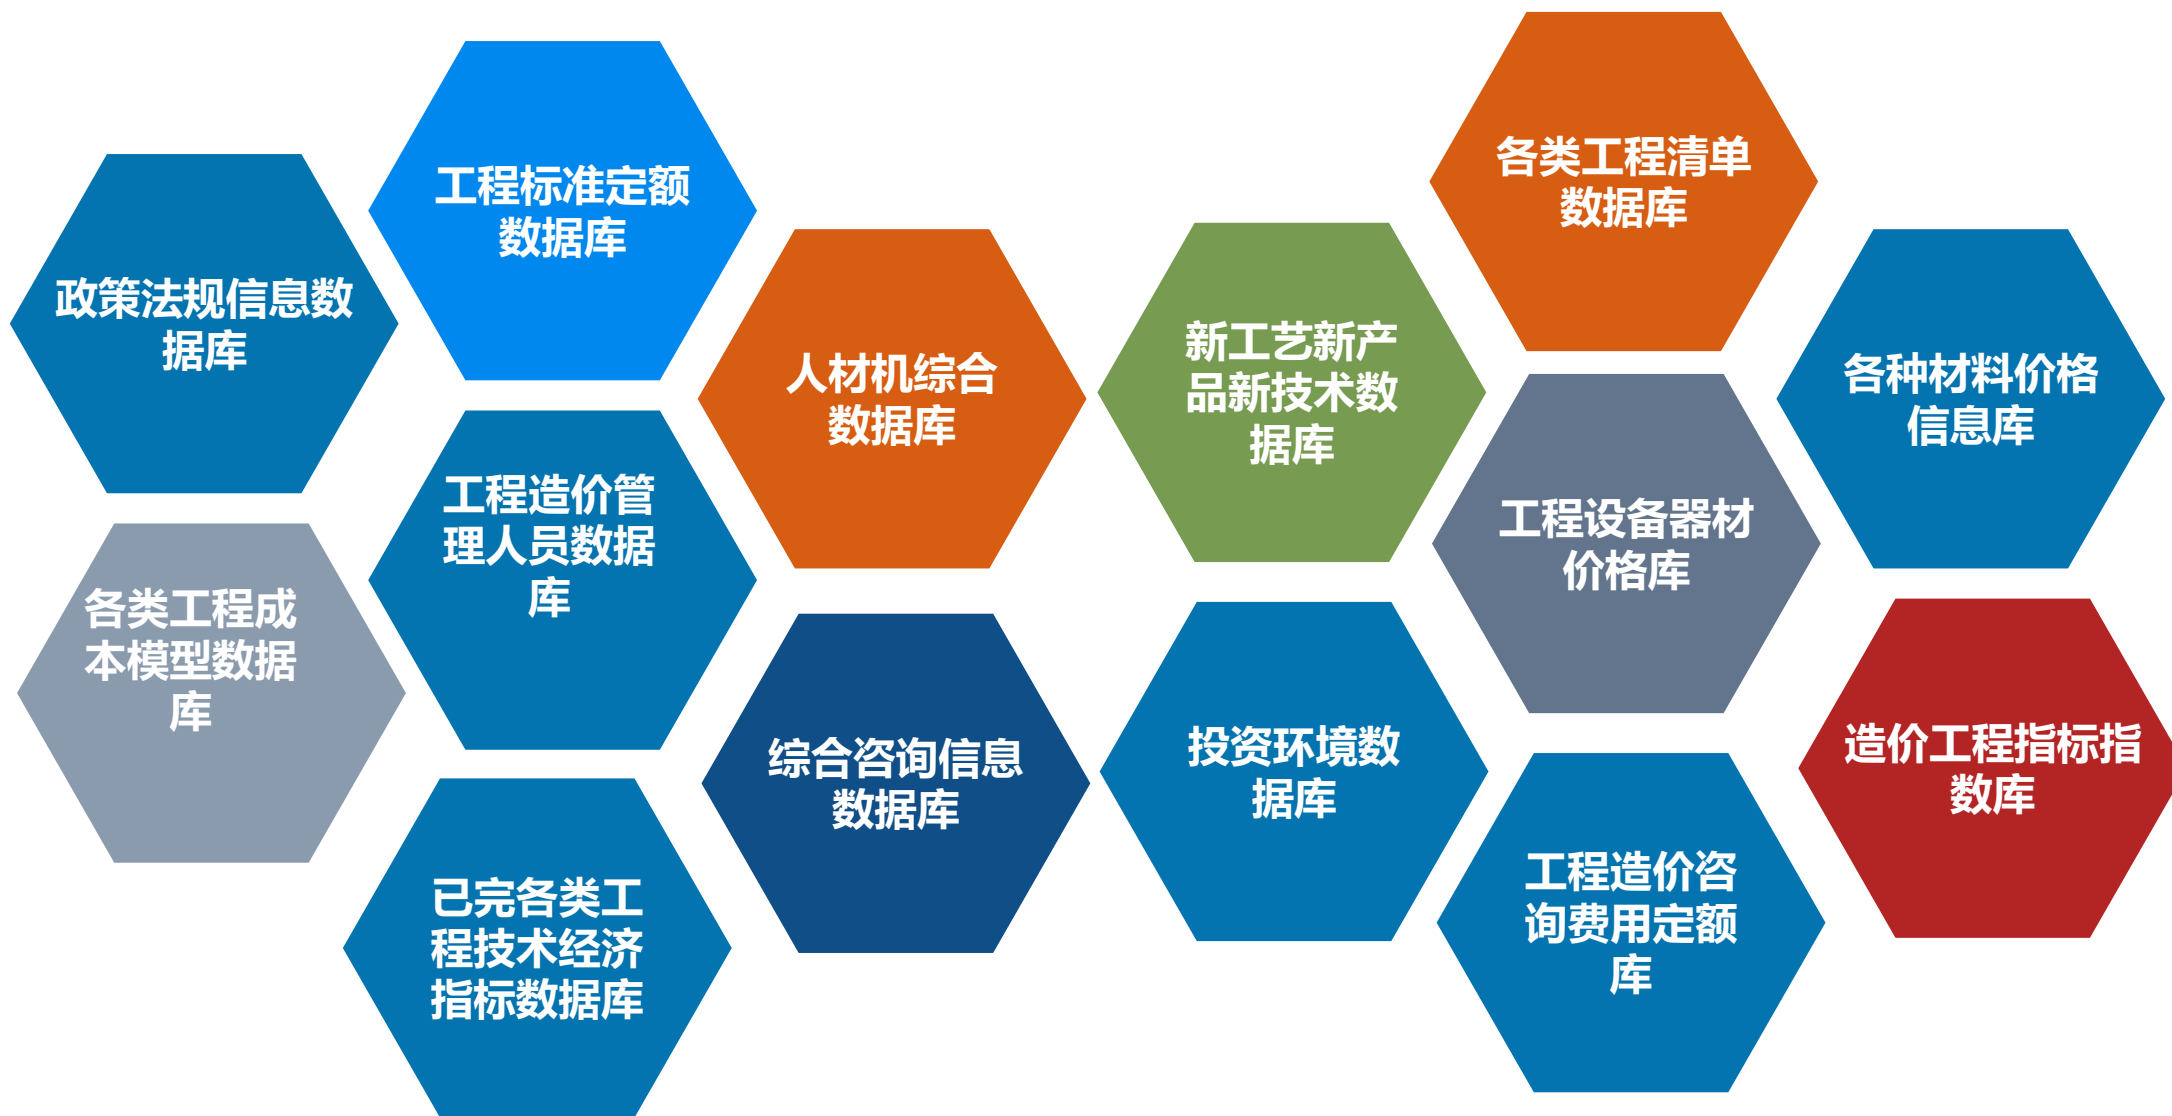 政策法规信息数
据库
工程标准定额
数据库
人材机综合
数据库
工程造价管
理人员数据
库
各类工程成
本模型数据
库
综合咨询信息
数据库
已完各类工
程技术经济
指标数据库
新工艺新产
品新技术数
据库
各类工程清单
数据库
各种材料价格
信息库
工程设备器材
价格库
投资环境数
据库
造价工程指标指
数库
工程造价咨
询费用定额
库